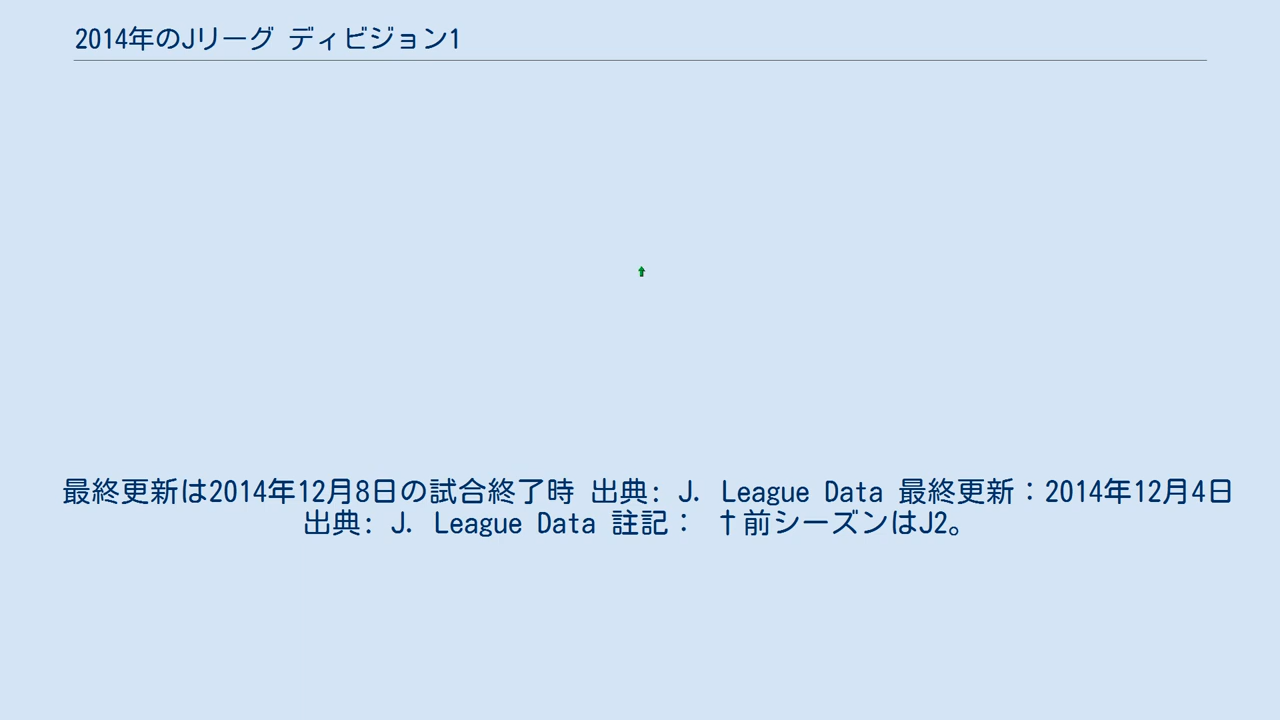 2014年のJリーグ ディビジョン1
最終更新は2014年12月8日の試合終了時 出典: J. League Data 最終更新：2014年12月4日
出典: J. League Data 註記： †前シーズンはJ2。